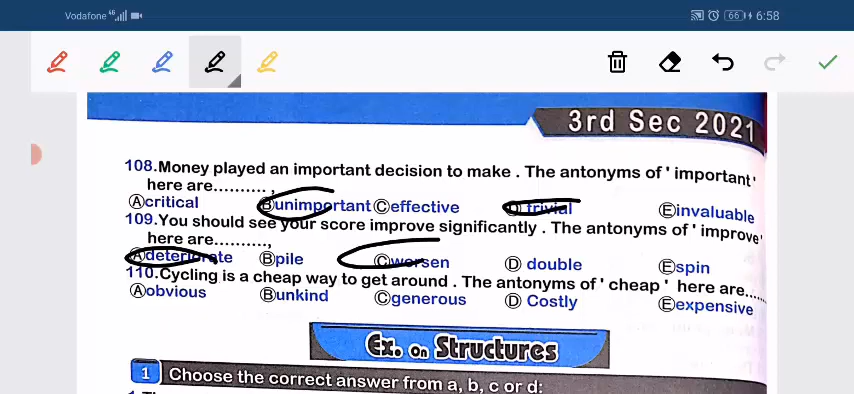 Vodafone 4G 66 6:58
3rd Sec 2021
108.Money played an important decision to make . The antonyms of ' important'
here are.......... ,
Ⓐcritical Ⓑunimportant Ⓒeffective Ⓓ trivial Ⓔinvaluable
109.You should see your score improve significantly . The antonyms of ' improve'
here are..........,
Ⓐdeteriorate Ⓑpile Ⓒworsen Ⓓ double Ⓔspin
110.Cycling is a cheap way to get around . The antonyms of ' cheap ' here are......
Ⓐobvious Ⓑunkind Ⓒgenerous Ⓓ Costly Ⓔexpensive
Ex. on Structures
1 Choose the correct answer from a, b, c or d: